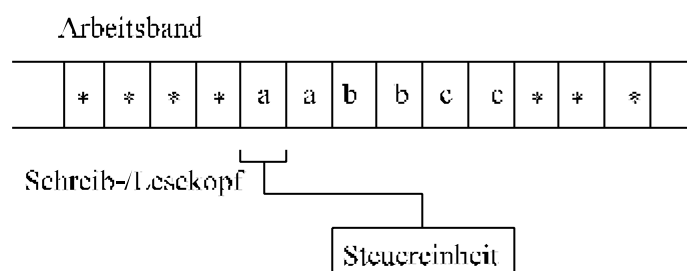 Arbeitsband
* * * * a a b b c c * * *
Schreib-/Lesekopf
Steuereinheit